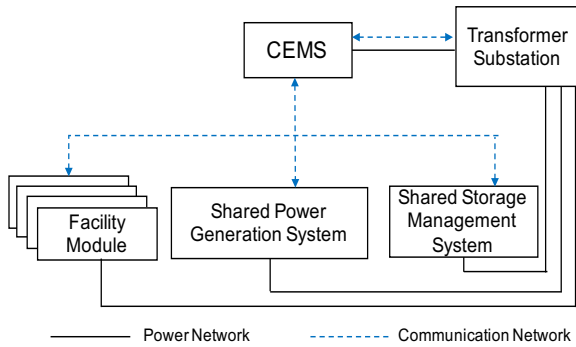 CEMS
Transformer
Substation
Facility
Module
Shared Power
Generation System
Shared Storage
Management
System
Power Network
Communication Network